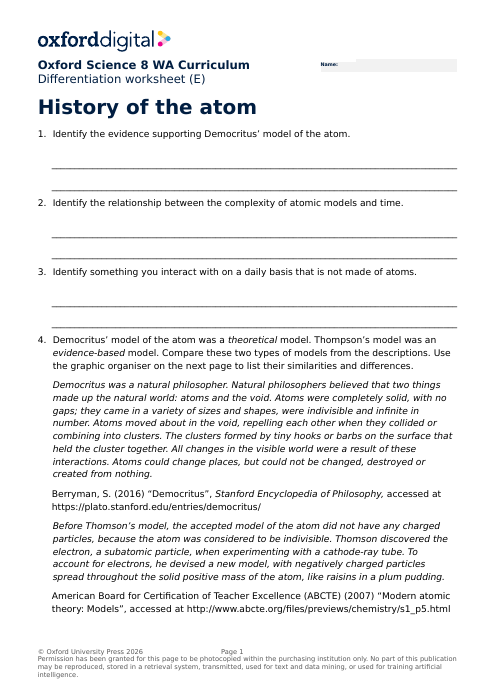 oxforddigital
Oxford Science 8 WA Curriculum
Name:
Differentiation worksheet (E)
History of the atom
1. Identify the evidence supporting Democritus’ model of the atom.
2. Identify the relationship between the complexity of atomic models and time.
3. Identify something you interact with on a daily basis that is not made of atoms.
4. Democritus’ model of the atom was a theoretical model. Thompson’s model was an
evidence-based model. Compare these two types of models from the descriptions. Use
the graphic organiser on the next page to list their similarities and differences.
Democritus was a natural philosopher. Natural philosophers believed that two things
made up the natural world: atoms and the void. Atoms were completely solid, with no
gaps; they came in a variety of sizes and shapes, were indivisible and infinite in
number. Atoms moved about in the void, repelling each other when they collided or
combining into clusters. The clusters formed by tiny hooks or barbs on the surface that
held the cluster together. All changes in the visible world were a result of these
interactions. Atoms could change places, but could not be changed, destroyed or
created from nothing.
Berryman, S. (2016) “Democritus”, Stanford Encyclopedia of Philosophy, accessed at
https://plato.stanford.edu/entries/democritus/
Before Thomson’s model, the accepted model of the atom did not have any charged
particles, because the atom was considered to be indivisible. Thomson discovered the
electron, a subatomic particle, when experimenting with a cathode-ray tube. To
account for electrons, he devised a new model, with negatively charged particles
spread throughout the solid positive mass of the atom, like raisins in a plum pudding.
American Board for Certification of Teacher Excellence (ABCTE) (2007) “Modern atomic
theory: Models”, accessed at http://www.abcte.org/files/previews/chemistry/s1_p5.html
© Oxford University Press 2026 Page 1
Permission has been granted for this page to be photocopied within the purchasing institution only. No part of this publication
may be reproduced, stored in a retrieval system, transmitted, used for text and data mining, or used for training artificial
intelligence.